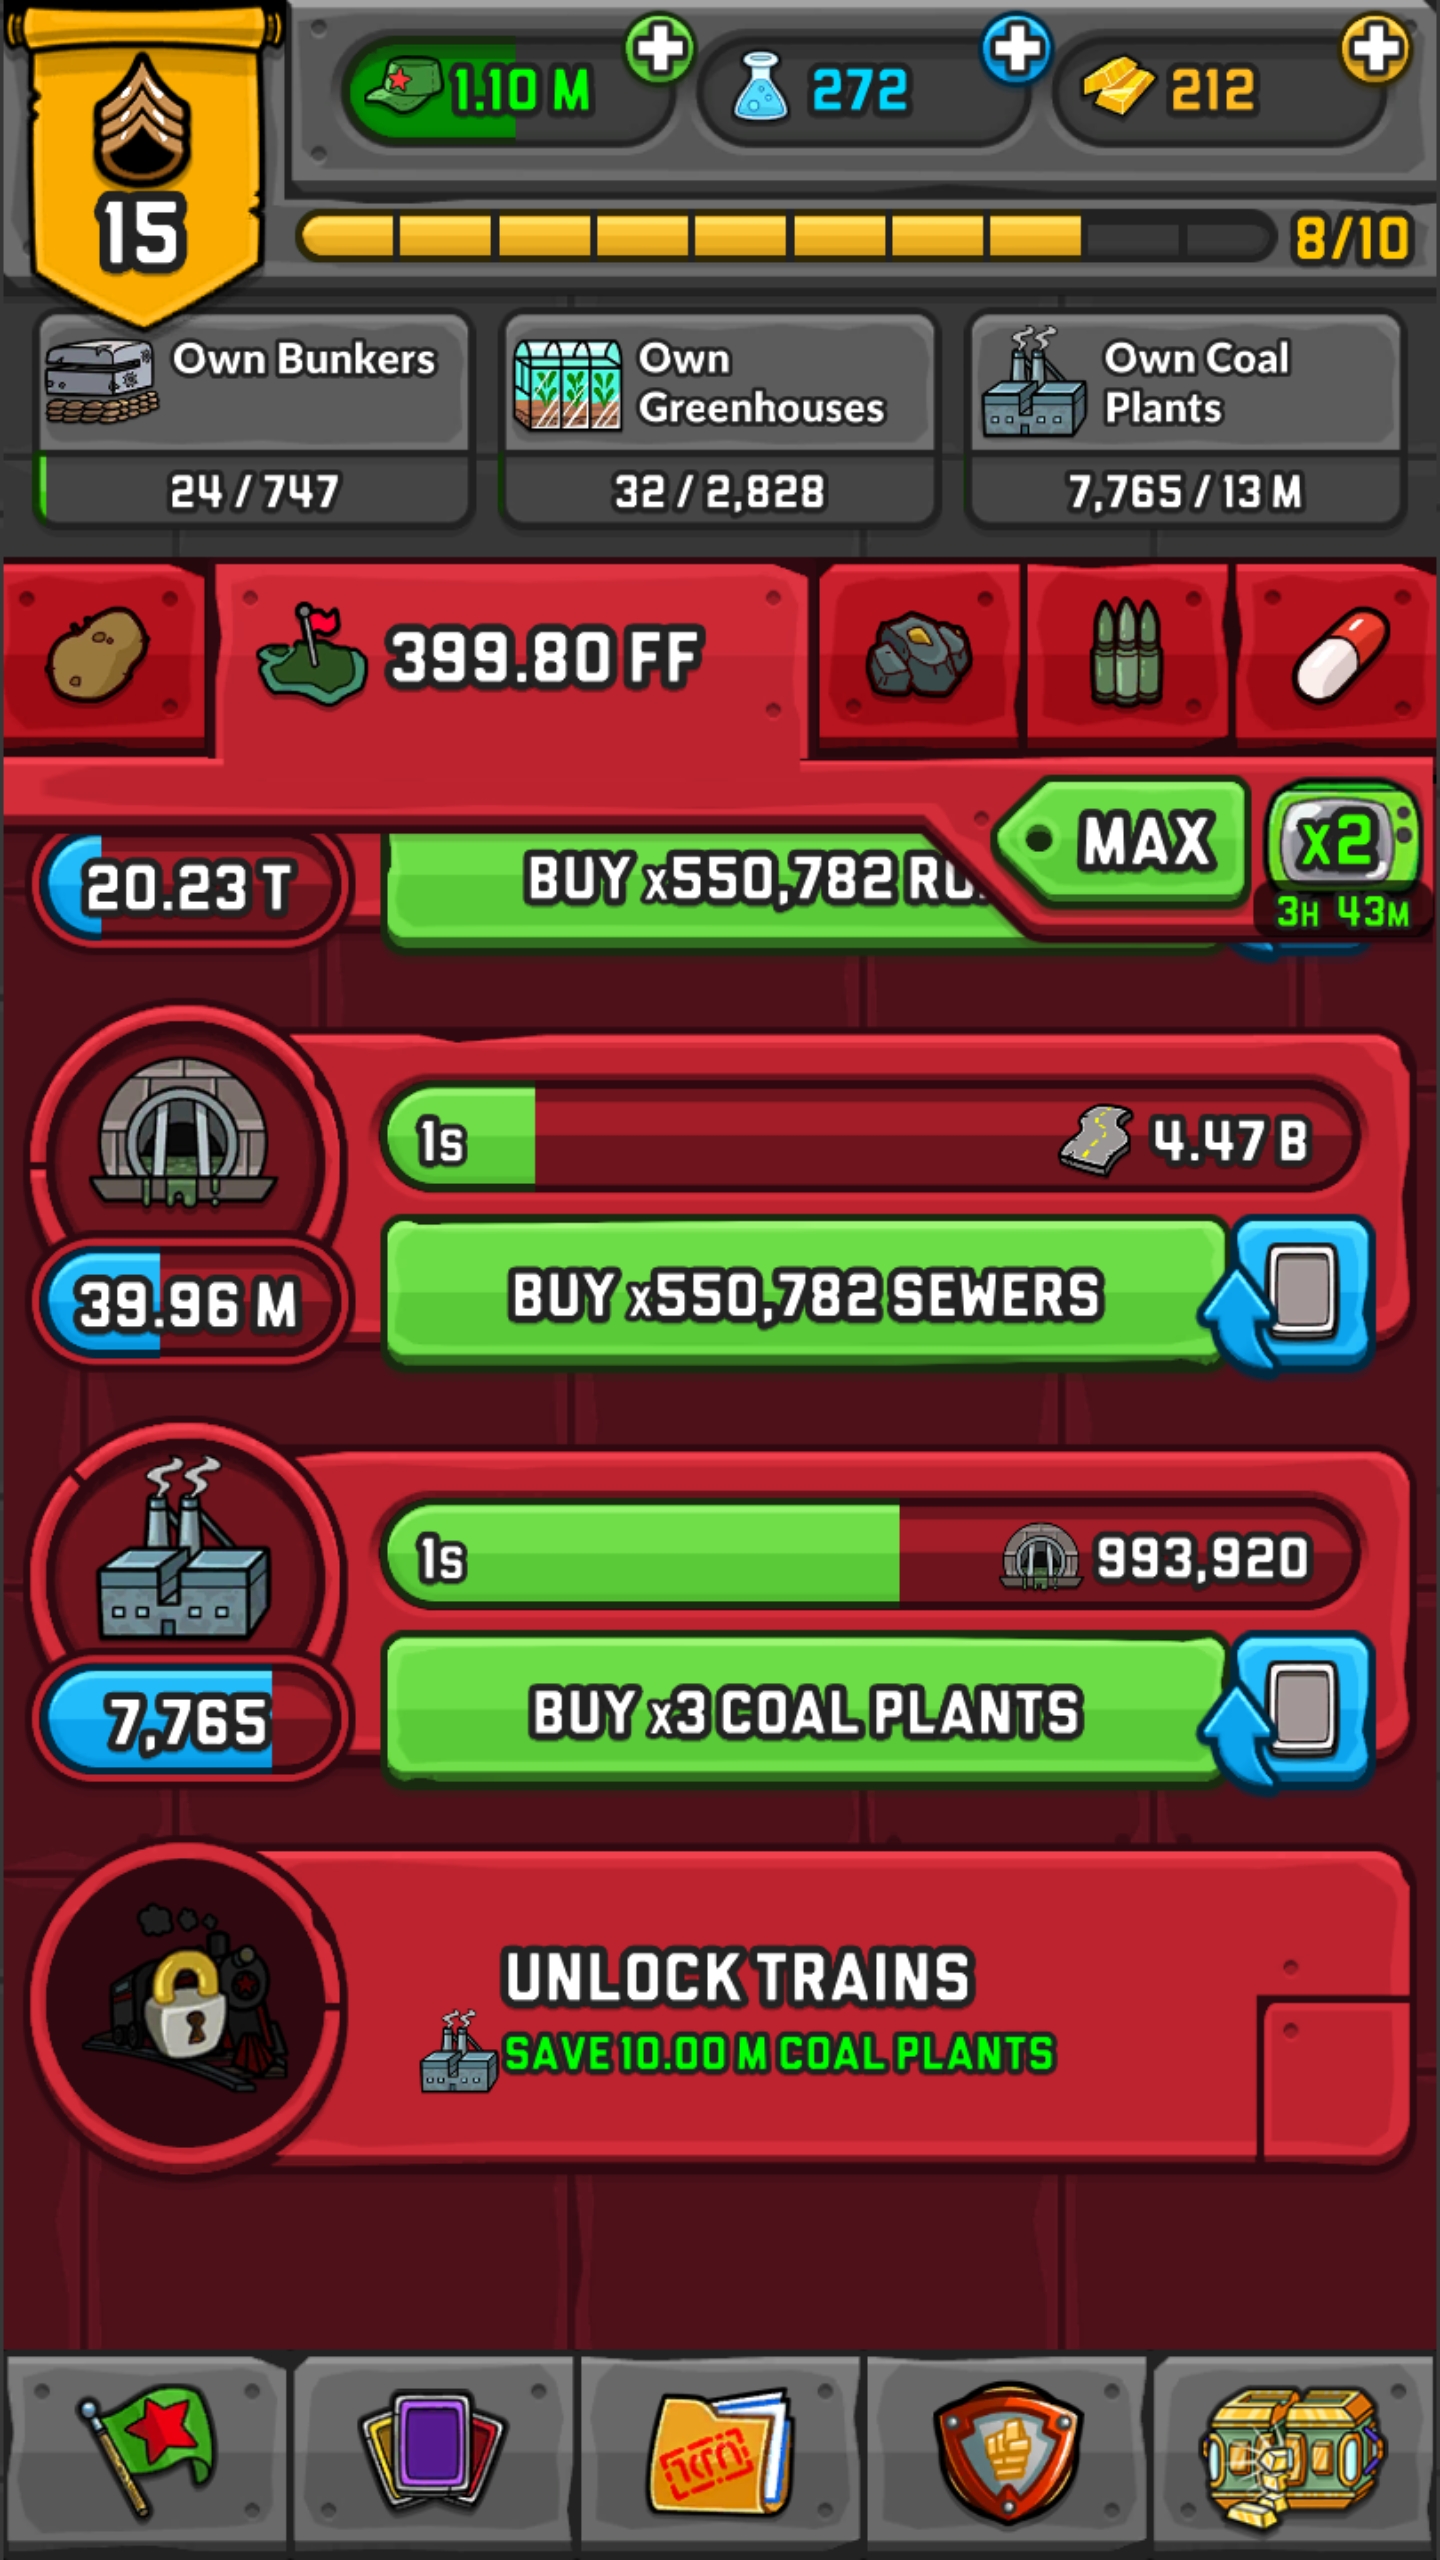 15
1.10 M
272
212
8/10
Own Bunkers
24 / 747
Own
Greenhouses
32 / 2,828
Own Coal
Plants
7,765 / 13 M
399.80 FF
MAX
x2
3H 43M
20.23 T
BUY x550,782
1s
4.47 B
39.96 M
BUY x550,782 SEWERS
1s
993,920
7,765
BUY x3 COAL PLANTS
UNLOCK TRAINS
SAVE 10.00 M COAL PLANTS